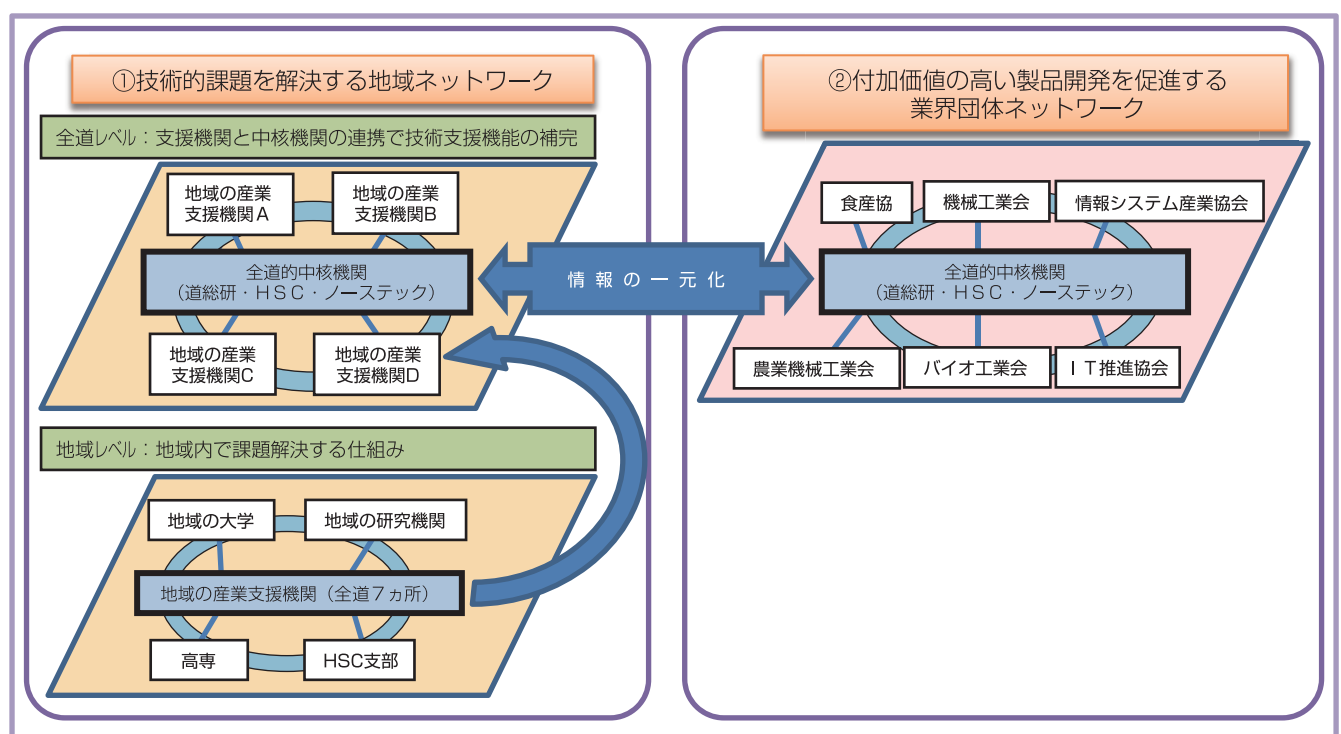 ①技術的課題を解決する地域ネットワーク
全道レベル：支援機関と中核機関の連携で技術支援機能の補完
地域の産業
支援機関A
地域の産業
支援機関B
全道的中核機関
（道総研・ＨＳＣ・ノーステック）
地域の産業
支援機関C
地域の産業
支援機関D
地域レベル：地域内で課題解決する仕組み
地域の大学
地域の研究機関
地域の産業支援機関（全道７ヵ所）
高専
HSC支部
情報の一元化
②付加価値の高い製品開発を促進する
業界団体ネットワーク
食産協
機械工業会
情報システム産業協会
全道的中核機関
（道総研・ＨＳＣ・ノーステック）
農業機械工業会
バイオ工業会
ＩＴ推進協会